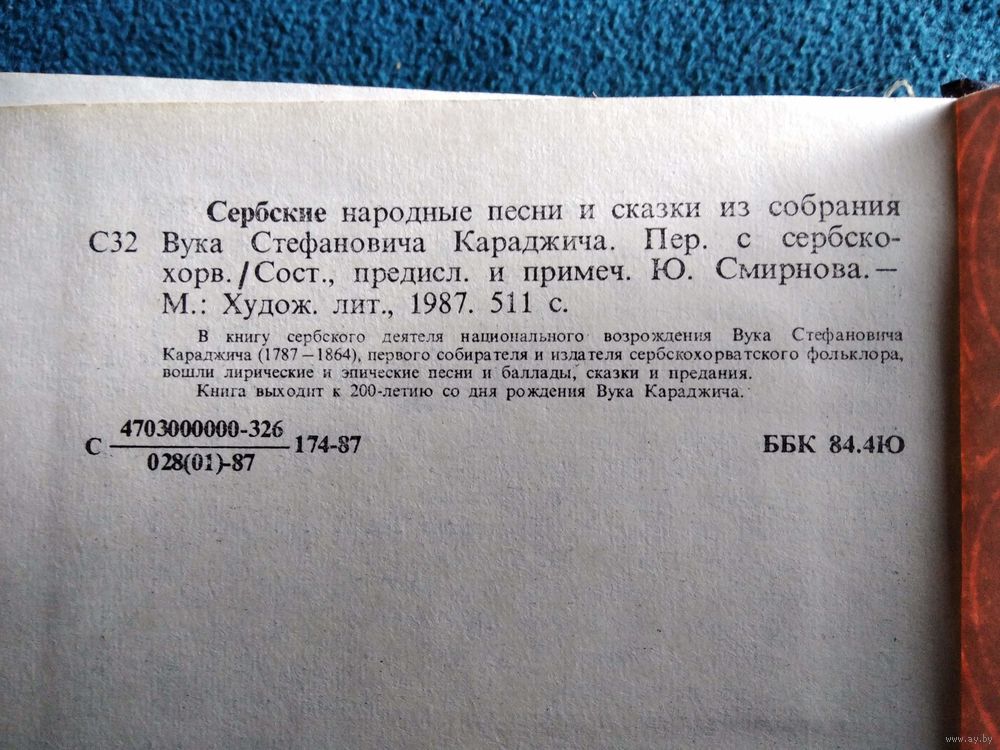 Сербские народные песни и сказки из собрания
С32 Вука Стефановича Караджича. Пер. с сербско-
хорв./Сост., предисл. и примеч. Ю. Смирнова.—
М.: Худож. лит., 1987. 511 с.
В книгу сербского деятеля национального возрождения Вука Стефановича
Караджича (1787—1864), первого собирателя и издателя сербскохорватского фольклора,
вошли лирические и эпические песни и баллады, сказки и предания.
Книга выходит к 200-летию со дня рождения Вука Караджича.
4703000000-326
С 174-87 ББК 84.4Ю
028(01)-87
www.ay.by